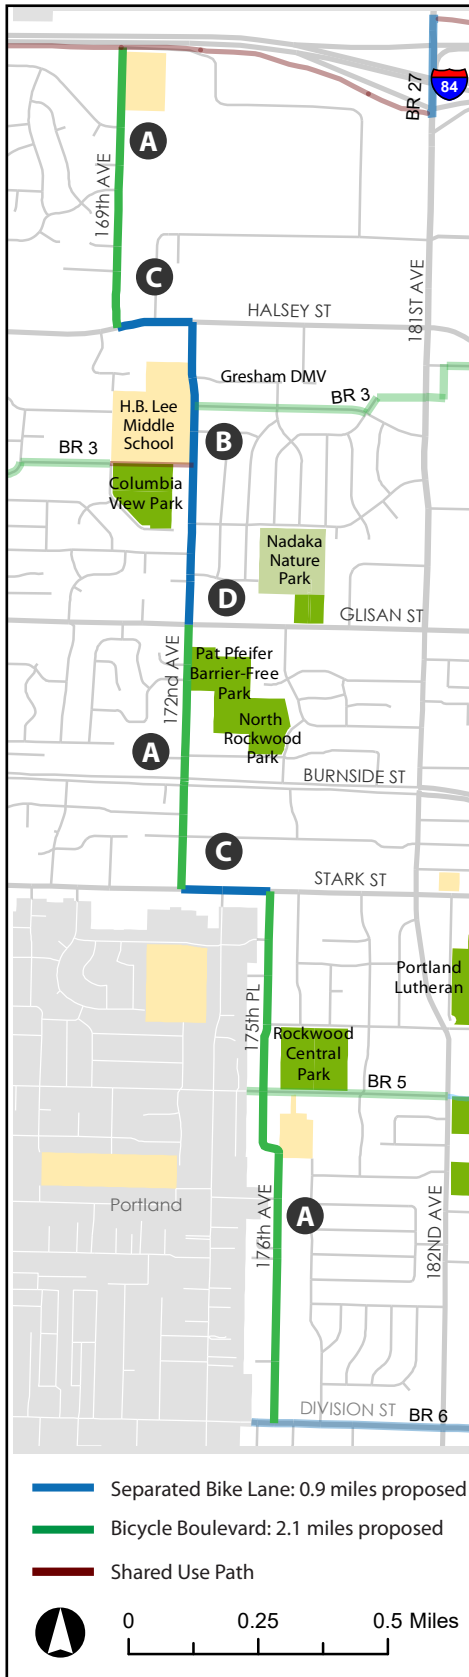 BR 27
84
A
169th AVE
C
181ST AVE
HALSEY ST
Gresham DMV
BR 3
H.B. Lee
Middle
School
B
BR 3
Columbia
View Park
Nadaka
Nature
Park
D
GLISAN ST
172nd AVE
Pat Pfeifer
Barrier-Free
Park
North
Rockwood
Park
A
BURNSIDE ST
C
STARK ST
Portland
Lutheran
175th PL
Rockwood
Central
Park
BR 5
Portland
176th AVE
A
182ND AVE
DIVISION ST
BR 6
Separated Bike Lane: 0.9 miles proposed
Bicycle Boulevard: 2.1 miles proposed
Shared Use Path
0 0.25 0.5 Miles